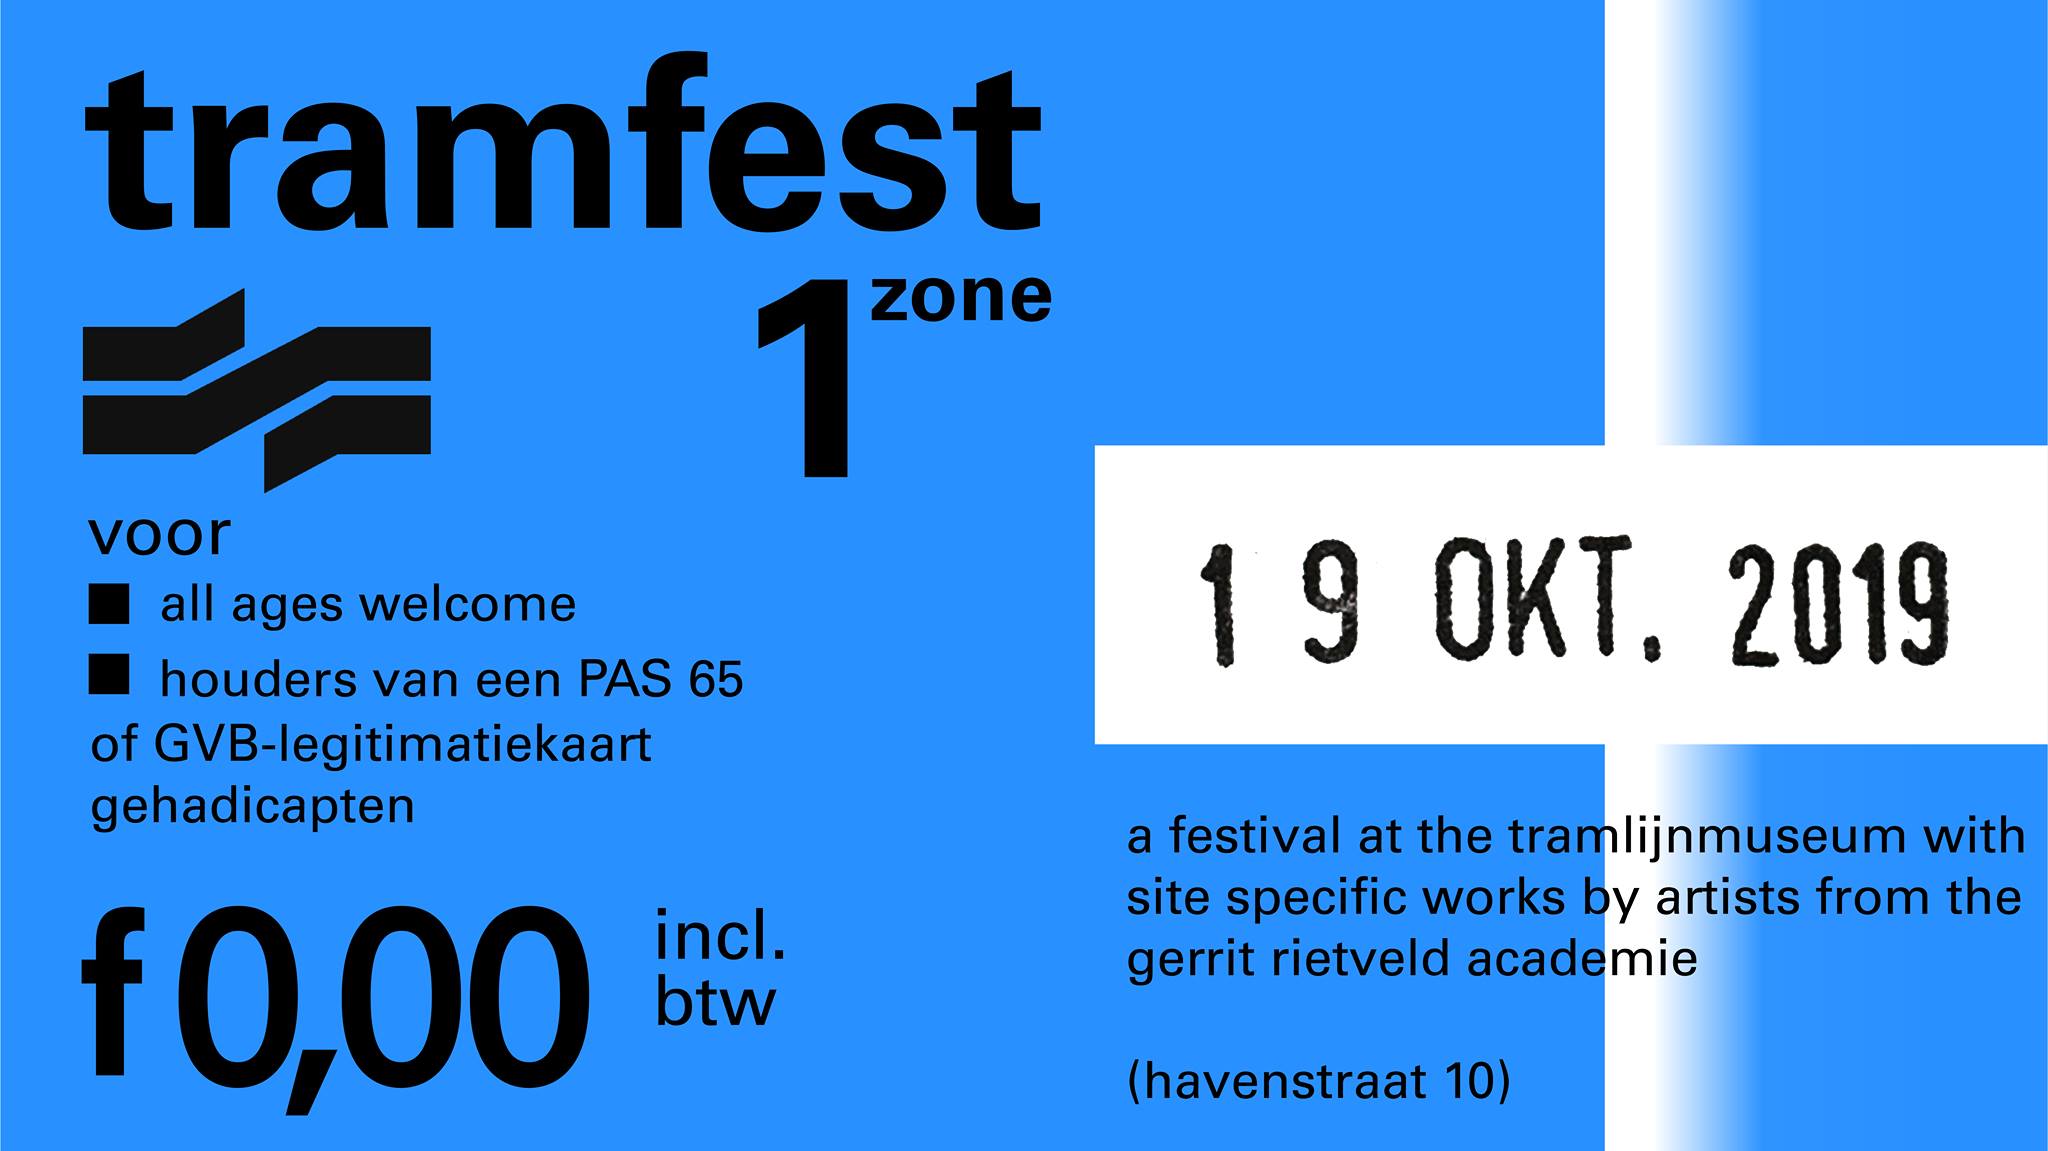 tramfest
1 zone
voor
■ all ages welcome
■ houders van een PAS 65
of GVB-legitimatiekaart
gehadicapten
f 0,00 incl.
btw
19 OKT. 2019
a festival at the tramlijnmuseum with
site specific works by artists from the
gerrit rietveld academie
(havenstraat 10)